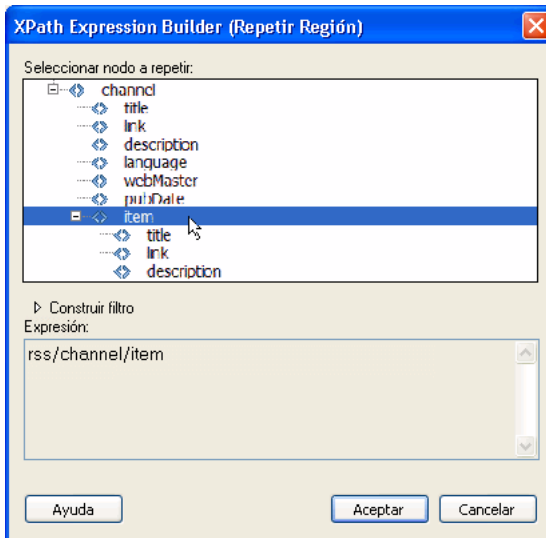 XPath Expression Builder (Repetir Región)
Seleccionar nodo a repetir:
channel
title
link
description
language
webMaster
pubDate
item
title
link
description
Construir filtro
Expresión:
rss/channel/item
Ayuda
Aceptar
Cancelar